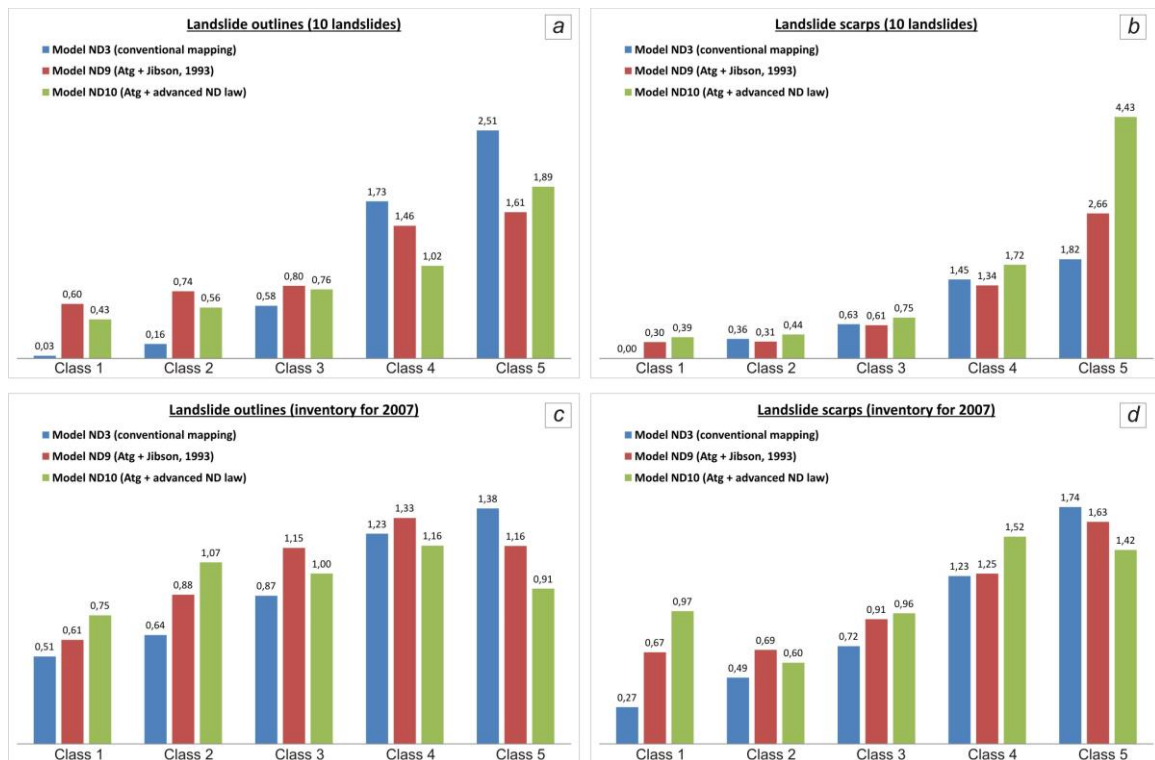 Landslide outlines (10 landslides)
a
Model ND3 (conventional mapping)
Model ND9 (Atg + Jibson, 1993)
Model ND10 (Atg + advanced ND law)
0,03
0,60
0,43
0,16
0,74
0,56
0,58
0,80
0,76
1,73
1,46
1,02
2,51
1,61
1,89
Class 1
Class 2
Class 3
Class 4
Class 5
Landslide scarps (10 landslides)
b
Model ND3 (conventional mapping)
Model ND9 (Atg + Jibson, 1993)
Model ND10 (Atg + advanced ND law)
0,00
0,30
0,39
0,36
0,31
0,44
0,63
0,61
0,75
1,45
1,34
1,72
1,82
2,66
4,43
Class 1
Class 2
Class 3
Class 4
Class 5
Landslide outlines (inventory for 2007)
c
Model ND3 (conventional mapping)
Model ND9 (Atg + Jibson, 1993)
Model ND10 (Atg + advanced ND law)
0,51
0,61
0,75
0,64
0,88
1,07
0,87
1,15
1,00
1,23
1,33
1,16
1,38
1,16
0,91
Class 1
Class 2
Class 3
Class 4
Class 5
Landslide scarps (inventory for 2007)
d
Model ND3 (conventional mapping)
Model ND9 (Atg + Jibson, 1993)
Model ND10 (Atg + advanced ND law)
0,27
0,67
0,97
0,49
0,69
0,60
0,72
0,91
0,96
1,23
1,25
1,52
1,74
1,63
1,42
Class 1
Class 2
Class 3
Class 4
Class 5